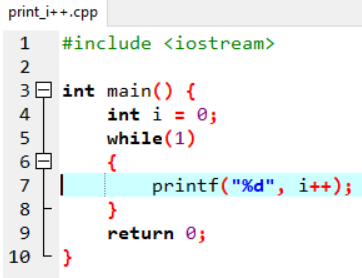 print_i++.cpp
1 #include <iostream>
2
3 int main() {
4 int i = 0;
5 while(1)
6 {
7 printf("%d", i++);
8 }
9 return 0;
10 }